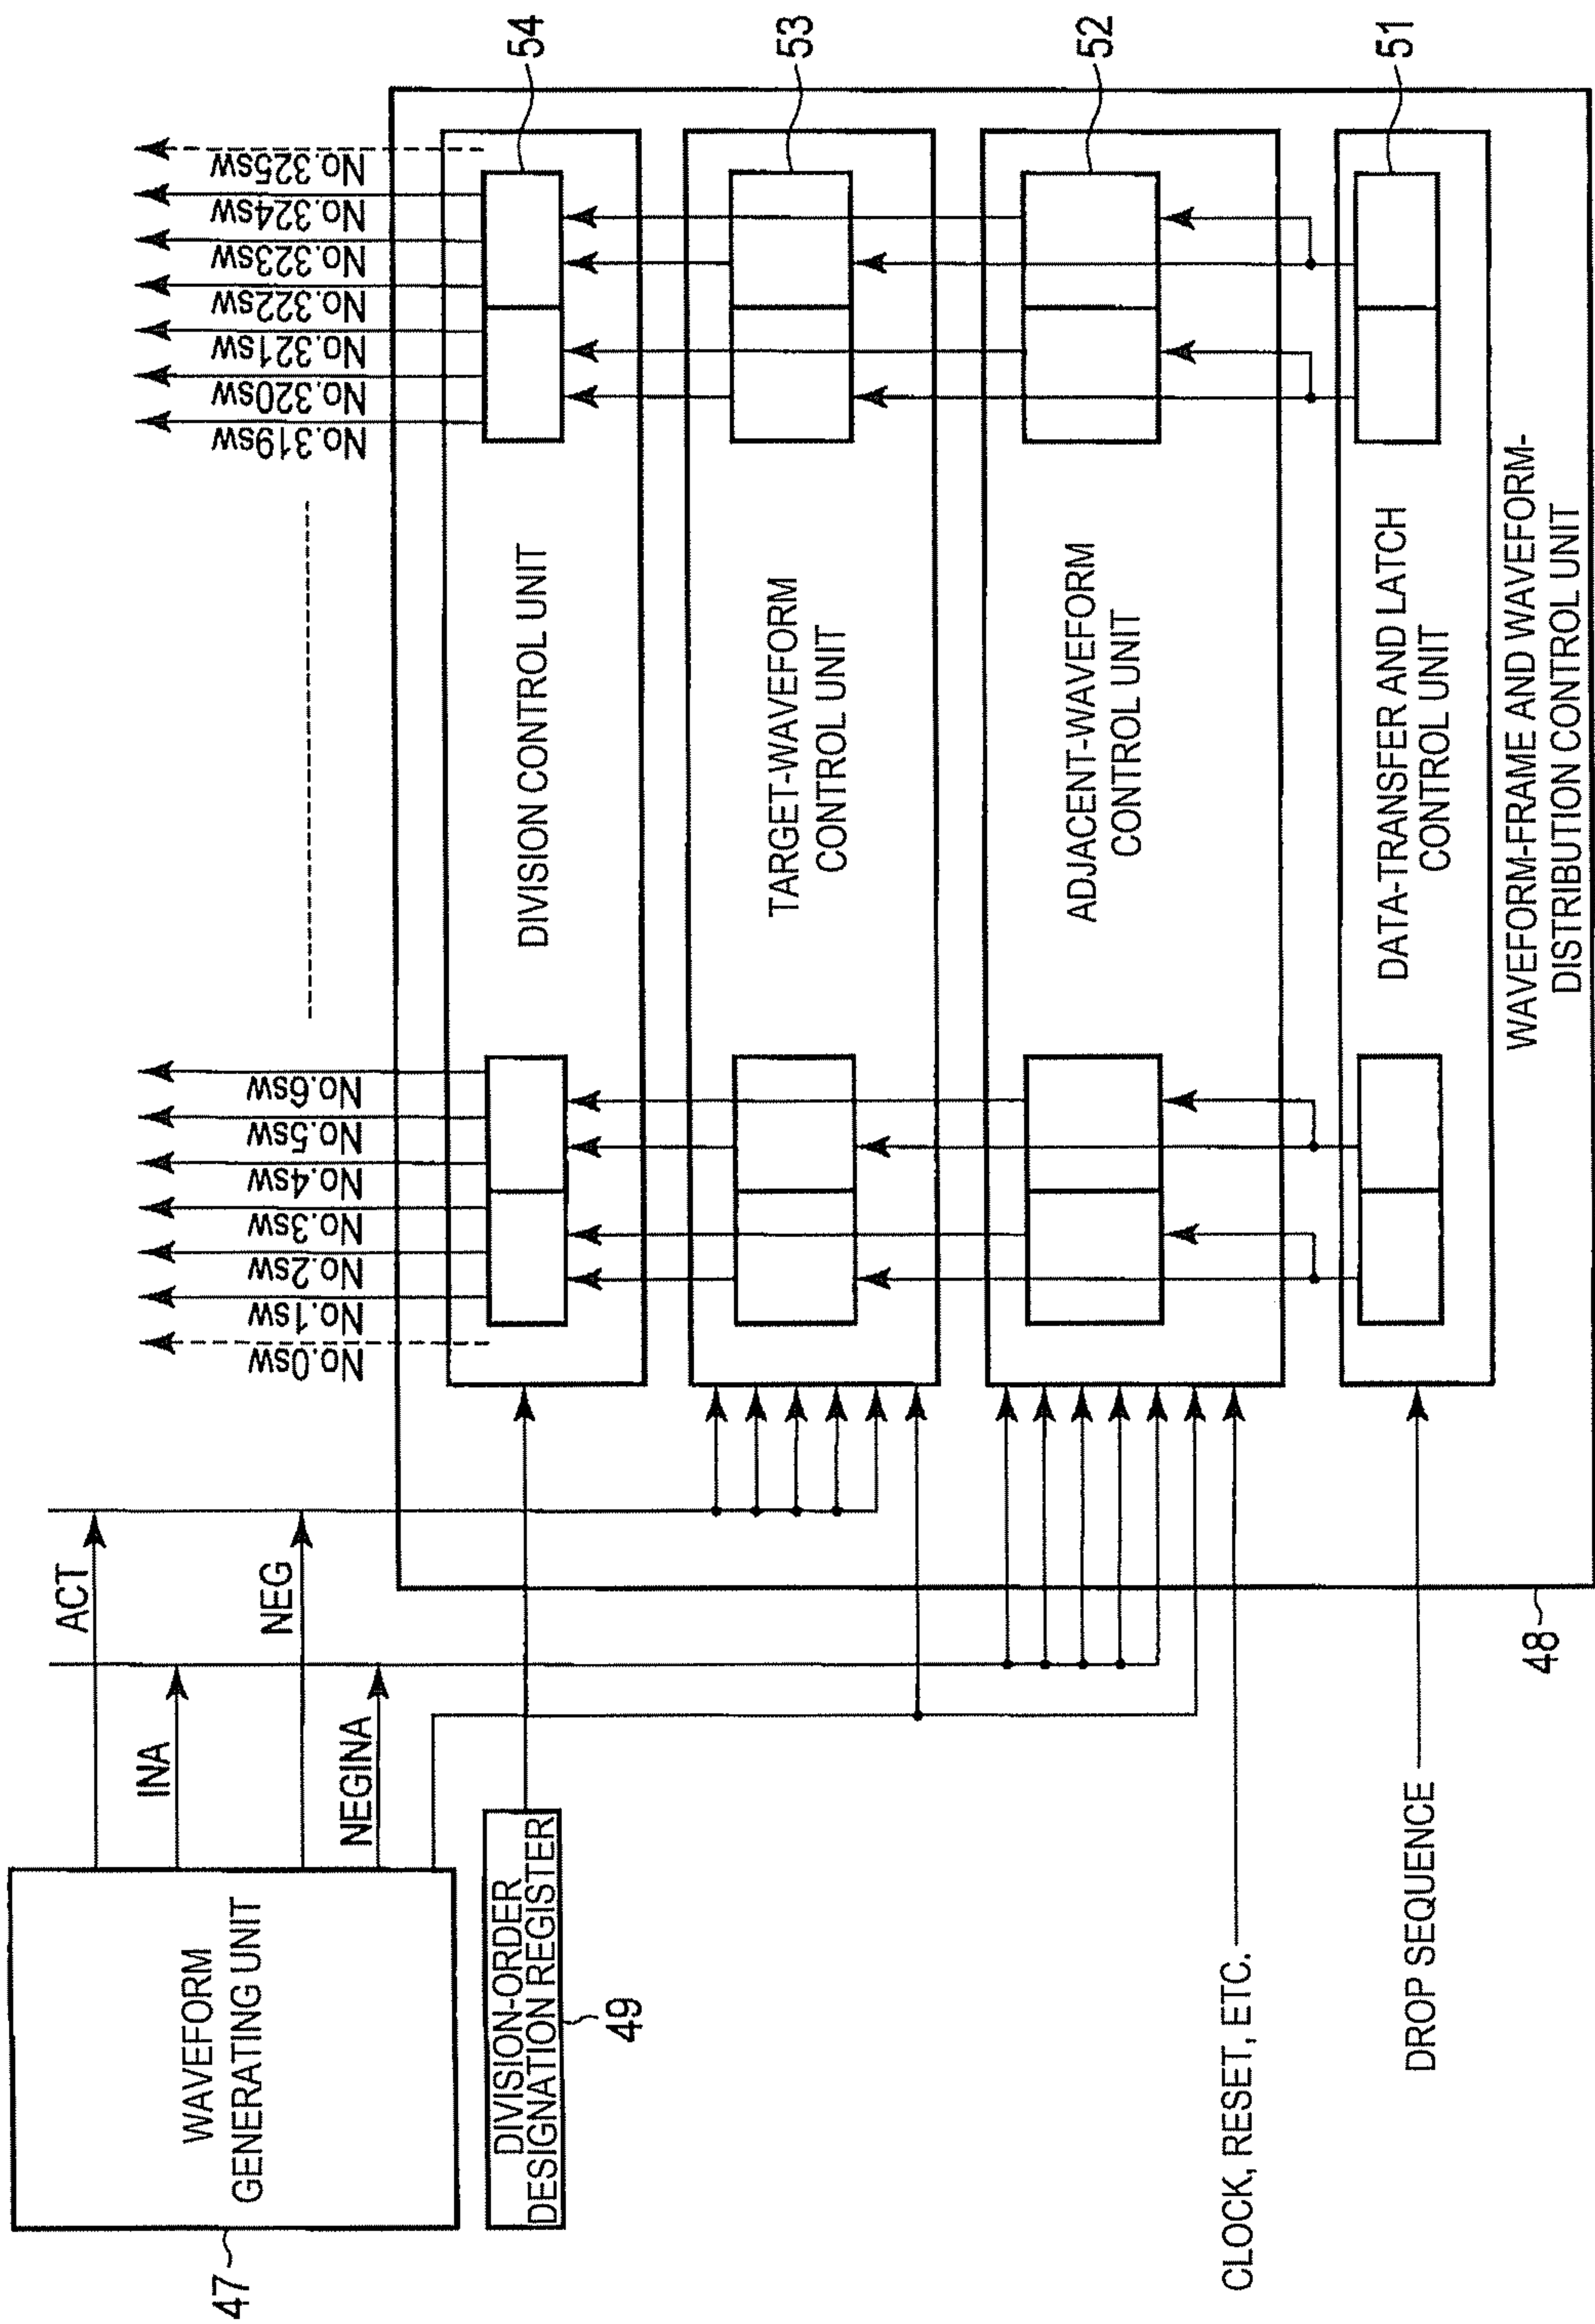 47
WAVEFORM
GENERATING UNIT
ACT
INA
NEG
NEGINA
DIVISION-ORDER
DESIGNATION REGISTER
49
CLOCK, RESET, ETC.
DROP SEQUENCE
48
No.0sw
No.1sw
No.2sw
No.3sw
No.4sw
No.5sw
No.6sw
No.319sw
No.320sw
No.321sw
No.322sw
No.323sw
No.324sw
No.325sw
DIVISION CONTROL UNIT
54
TARGET-WAVEFORM
CONTROL UNIT
53
ADJACENT-WAVEFORM
CONTROL UNIT
52
DATA-TRANSFER AND LATCH
CONTROL UNIT
51
WAVEFORM-FRAME AND WAVEFORM-
DISTRIBUTION CONTROL UNIT